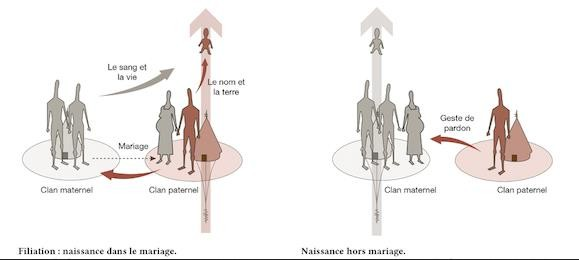 Le sang et
la vie
Le nom et
la terre
Mariage
Clan maternel
Clan paternel
Filiation : naissance dans le mariage.
Geste de
pardon
Clan maternel
Clan paternel
Naissance hors mariage.